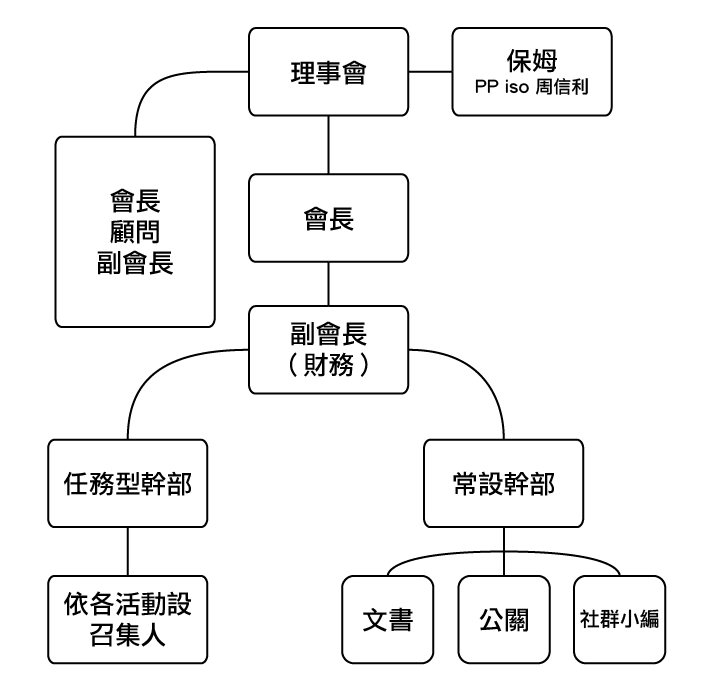 理事會
保姆
PP iso 周信利
會長
顧問
副會長
會長
副會長
（財務）
任務型幹部
常設幹部
依各活動設
召集人
文書
公關
社群小編